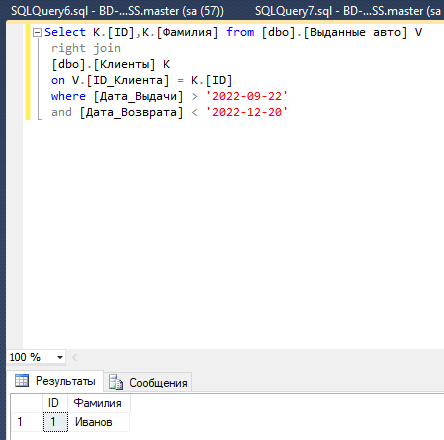 SQLQuery6.sql - BD-...SS.master (sa (57)) SQLQuery7.sql - BD-...SS.master (sa
Select K.[ID],K.[Фамилия] from [dbo].[Выданные авто] V
right join
[dbo].[Клиенты] K
on V.[ID_Клиента] = K.[ID]
where [Дата_Выдачи] > '2022-09-22'
and [Дата_Возврата] < '2022-12-20'
100 %
Результаты Сообщения
ID Фамилия
1 1 Иванов